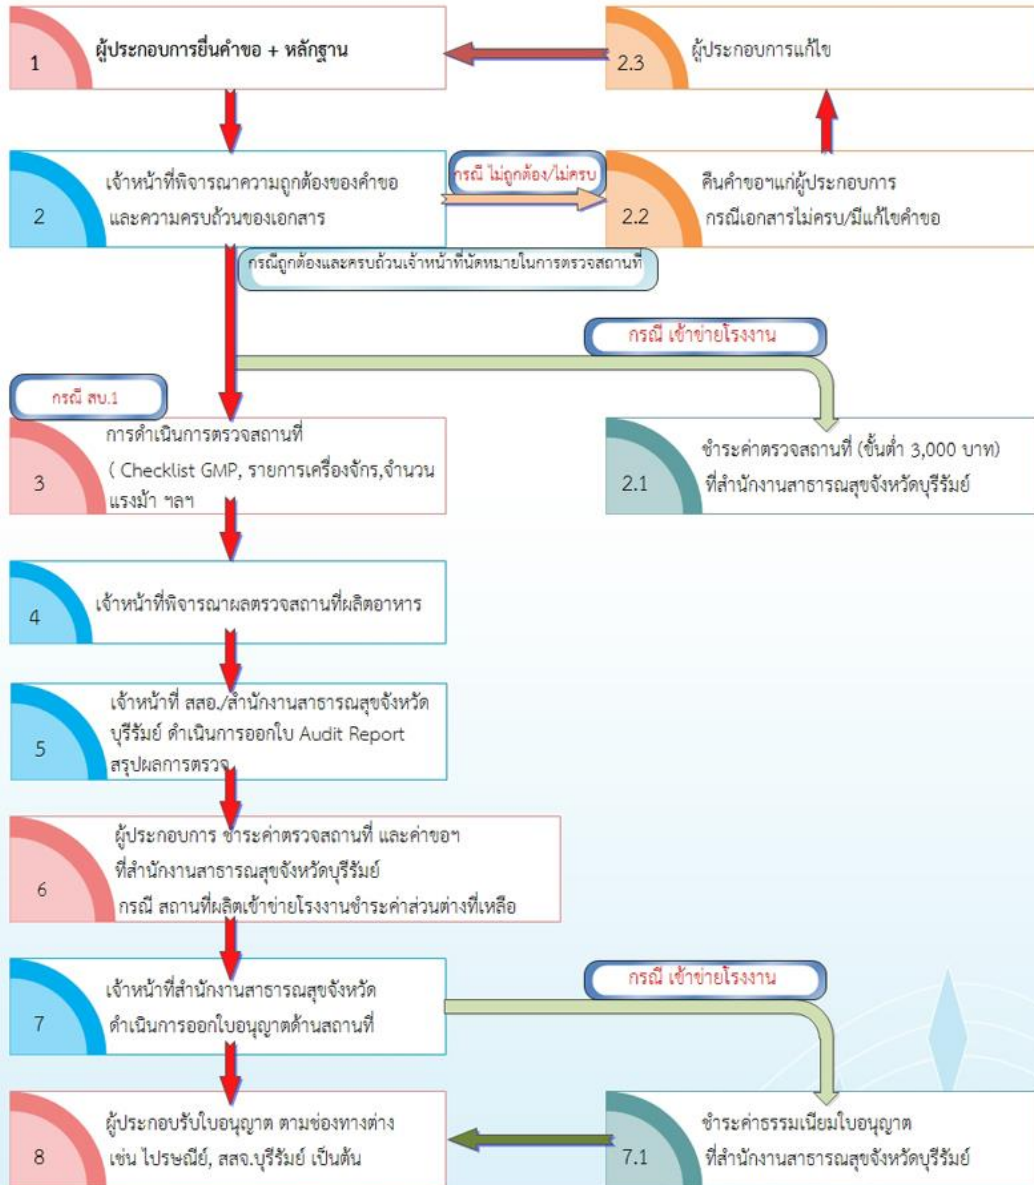 1
ผู้ประกอบการยื่นคำขอ + หลักฐาน
2.3
ผู้ประกอบการแก้ไข
2
เจ้าหน้าที่พิจารณาความถูกต้องของคำขอ
และความครบถ้วนของเอกสาร
กรณี ไม่ถูกต้อง/ไม่ครบ
2.2
คืนคำขอฯแก่ผู้ประกอบการ
กรณีเอกสารไม่ครบ/มีแก้ไขคำขอ
กรณีถูกต้องและครบถ้วนเจ้าหน้าที่นัดหมายในการตรวจสถานที่
กรณี เข้าข่ายโรงงาน
กรณี สบ.1
3
การดำเนินการตรวจสถานที่
( Checklist GMP, รายการเครื่องจักร,จำนวน
แรงม้า ฯลฯ
2.1
ชำระค่าตรวจสถานที่ (ขั้นต่ำ 3,000 บาท)
ที่สำนักงานสาธารณสุขจังหวัดบุรีรัมย์
4
เจ้าหน้าที่พิจารณาผลตรวจสถานที่ผลิตอาหาร
5
เจ้าหน้าที่ สสอ./สำนักงานสาธารณสุขจังหวัด
บุรีรัมย์ ดำเนินการออกใบ Audit Report
สรุปผลการตรวจ
6
ผู้ประกอบการ ชำระค่าตรวจสถานที่ และค่าขอฯ
ที่สำนักงานสาธารณสุขจังหวัดบุรีรัมย์
กรณี สถานที่ผลิตเข้าข่ายโรงงานชำระค่าส่วนต่างที่เหลือ
7
เจ้าหน้าที่สำนักงานสาธารณสุขจังหวัด
ดำเนินการออกใบอนุญาตด้านสถานที่
กรณี เข้าข่ายโรงงาน
8
ผู้ประกอบรับใบอนุญาต ตามช่องทางต่าง
เช่น ไปรษณีย์, สสจ.บุรีรัมย์ เป็นต้น
7.1
ชำระค่าธรรมเนียมใบอนุญาต
ที่สำนักงานสาธารณสุขจังหวัดบุรีรัมย์